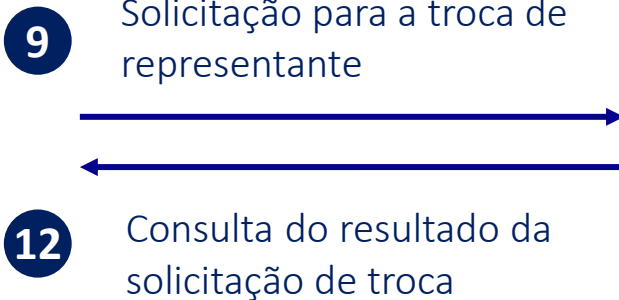 9
Solicitação para a troca de
representante
12
Consulta do resultado da
solicitação de troca